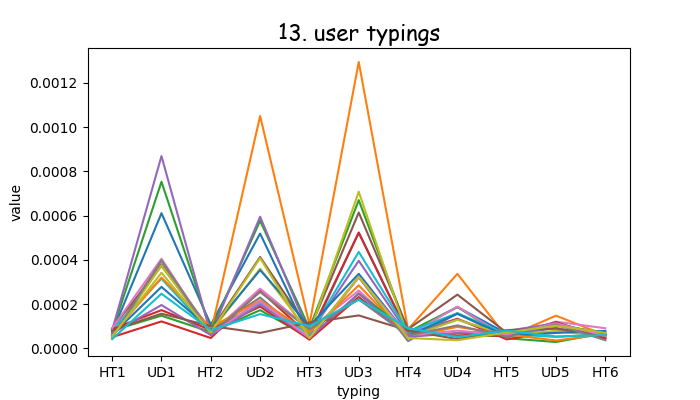 13. user typings
0.0012
0.0010
0.0008
0.0006
0.0004
0.0002
0.0000
value
HT1 UD1 HT2 UD2 HT3 UD3 HT4 UD4 HT5 UD5 HT6
typing